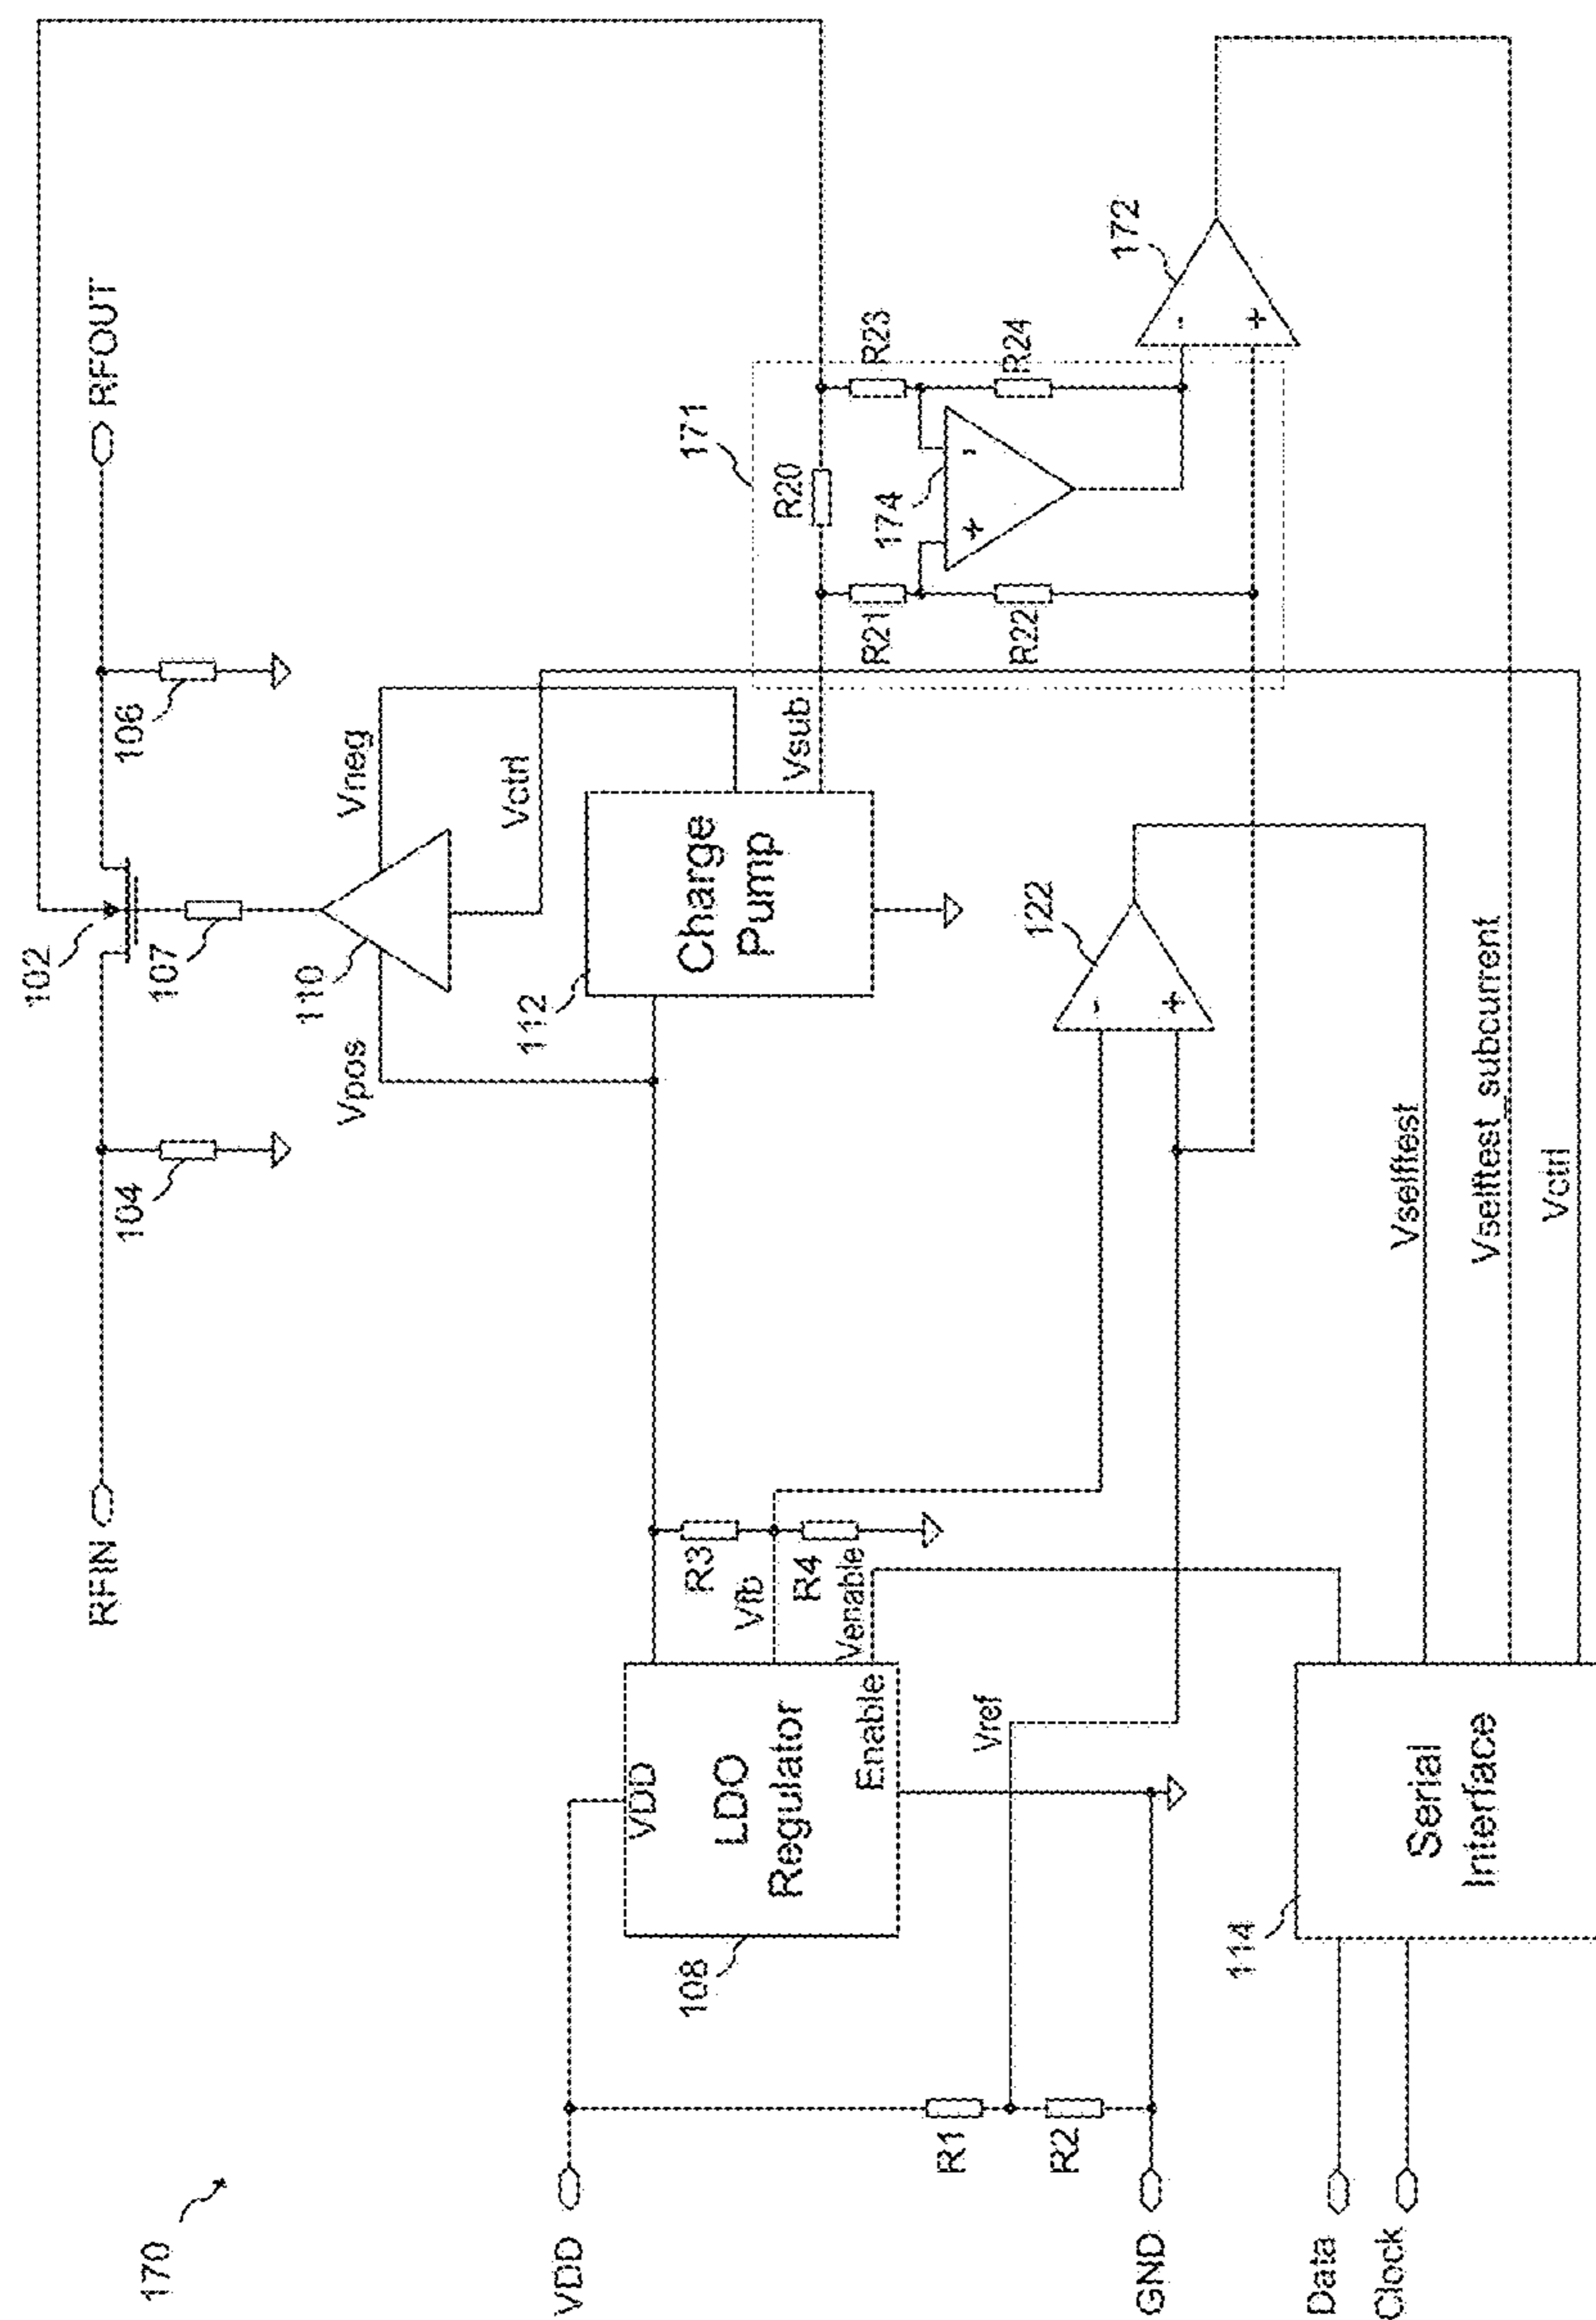 170
RFIN
RFOUT
102
104
106
107
110
Vpos
Vneg
Vctrl
112
Charge
Pump
Vsub
VDD
VDD
LDO
Regulator
Enable
108
R3
Vfb
R4
Venable
171
R20
R21
R22
R23
R24
174
+
-
172
-
+
122
-
+
R1
R2
Vref
GND
Data
Clock
114
Serial
Interface
Vselftest
Vselftest_subcurrent
Vctrl